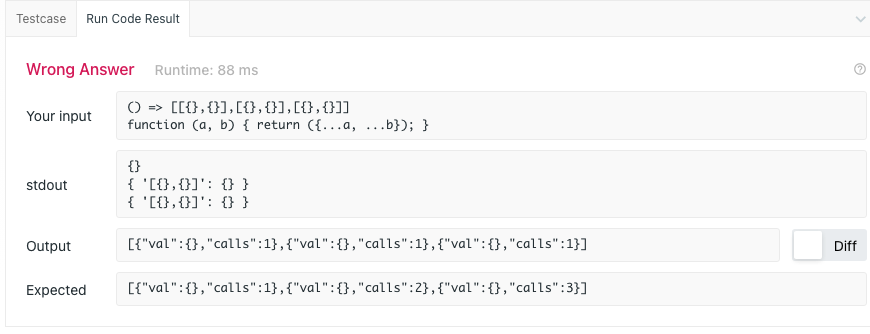 Testcase
Run Code Result
Wrong Answer Runtime: 88 ms
Your input
() => [[{},{}],[{},{}],[{},{}]]
function (a, b) { return ({...a, ...b}); }
stdout
{}
{ '[{},{}]': {} }
{ '[{},{}]': {} }
Output
[{"val":{},"calls":1},{"val":{},"calls":1},{"val":{},"calls":1}]
Diff
Expected
[{"val":{},"calls":1},{"val":{},"calls":2},{"val":{},"calls":3}]